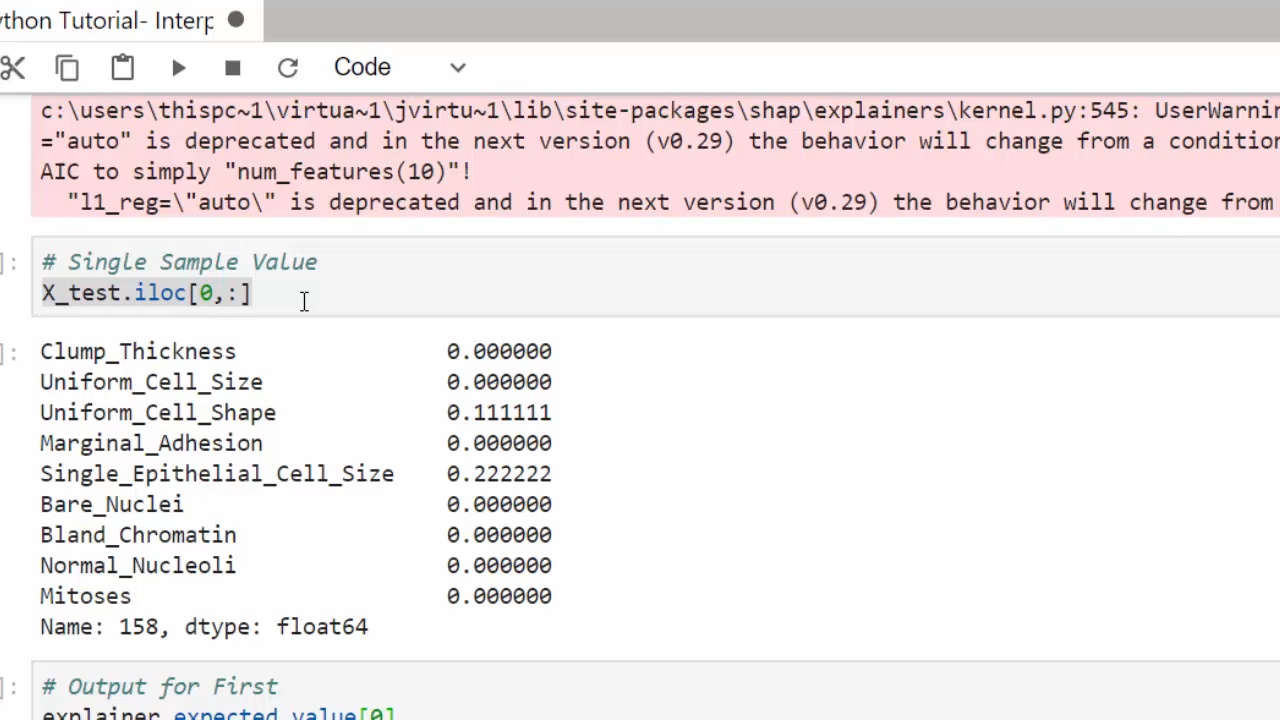 ython Tutorial- Interp
Code
c:\users\thispc~1\virtua~1\jvirtu~1\lib\site-packages\shap\explainers\kernel.py:545: UserWarnin
="auto" is deprecated and in the next version (v0.29) the behavior will change from a condition
AIC to simply "num_features(10)"!
"l1_reg=\"auto\" is deprecated and in the next version (v0.29) the behavior will change from
]: # Single Sample Value
X_test.iloc[0,:]
]: Clump_Thickness 0.000000
Uniform_Cell_Size 0.000000
Uniform_Cell_Shape 0.111111
Marginal_Adhesion 0.000000
Single_Epithelial_Cell_Size 0.222222
Bare_Nuclei 0.000000
Bland_Chromatin 0.000000
Normal_Nucleoli 0.000000
Mitoses 0.000000
Name: 158, dtype: float64
]: # Output for First
explainer.expected_value[0]